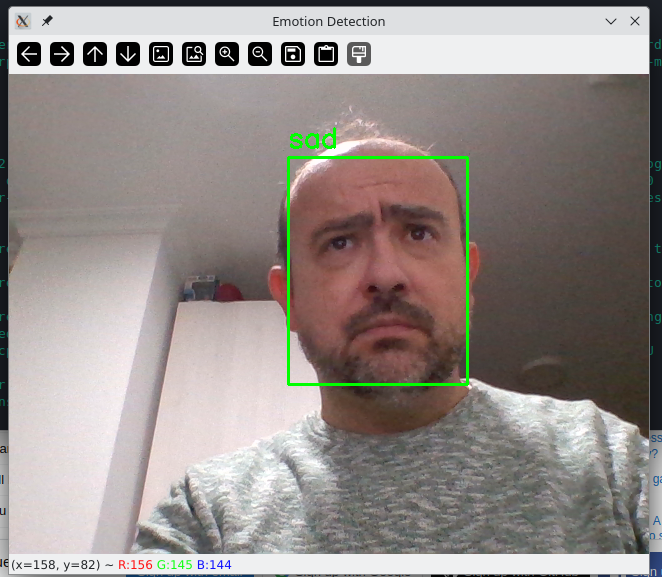 Emotion Detection
sad
(x=158, y=82) ~ R:156 G:145 B:144